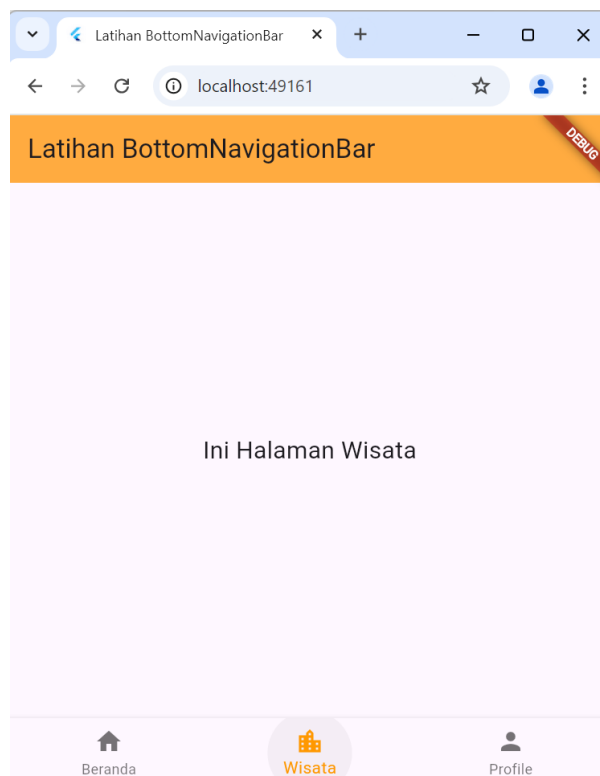 Latihan BottomNavigationBar
localhost:49161
Latihan BottomNavigationBar
DEBUG
Ini Halaman Wisata
Beranda
Wisata
Profile